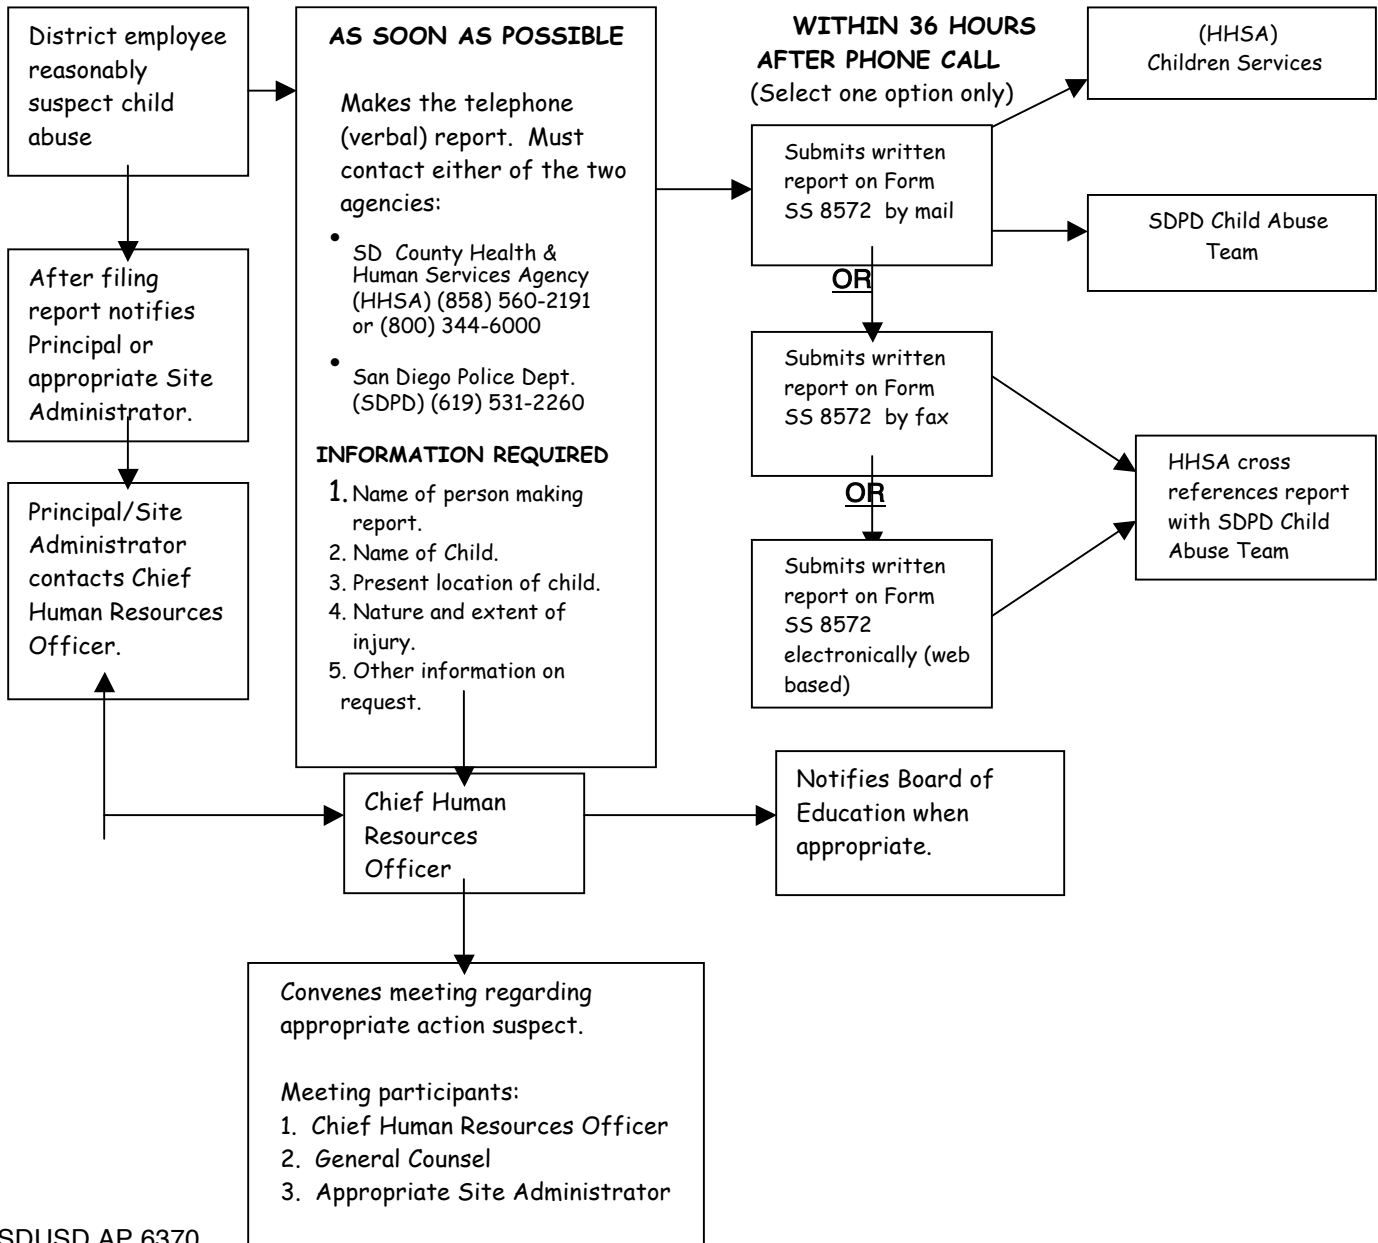 District employee
reasonably
suspect child
abuse
After filing
report notifies
Principal or
appropriate Site
Administrator.
Principal/Site
Administrator
contacts Chief
Human Resources
Officer.
AS SOON AS POSSIBLE
Makes the telephone
(verbal) report. Must
contact either of the two
agencies:
• SD County Health &
Human Services Agency
(HHSA) (858) 560-2191
or (800) 344-6000
• San Diego Police Dept.
(SDPD) (619) 531-2260
INFORMATION REQUIRED
1. Name of person making
report.
2. Name of Child.
3. Present location of child.
4. Nature and extent of
injury.
5. Other information on
request.
WITHIN 36 HOURS
AFTER PHONE CALL
(Select one option only)
Submits written
report on Form
SS 8572 by mail
OR
Submits written
report on Form
SS 8572 by fax
OR
Submits written
report on Form
SS 8572
electronically (web
based)
(HHSA)
Children Services
SDPD Child Abuse
Team
HHSA cross
references report
with SDPD Child
Abuse Team
Chief Human
Resources
Officer
Notifies Board of
Education when
appropriate.
Convenes meeting regarding
appropriate action suspect.
Meeting participants:
1. Chief Human Resources Officer
2. General Counsel
3. Appropriate Site Administrator
SDUSD AP 6370